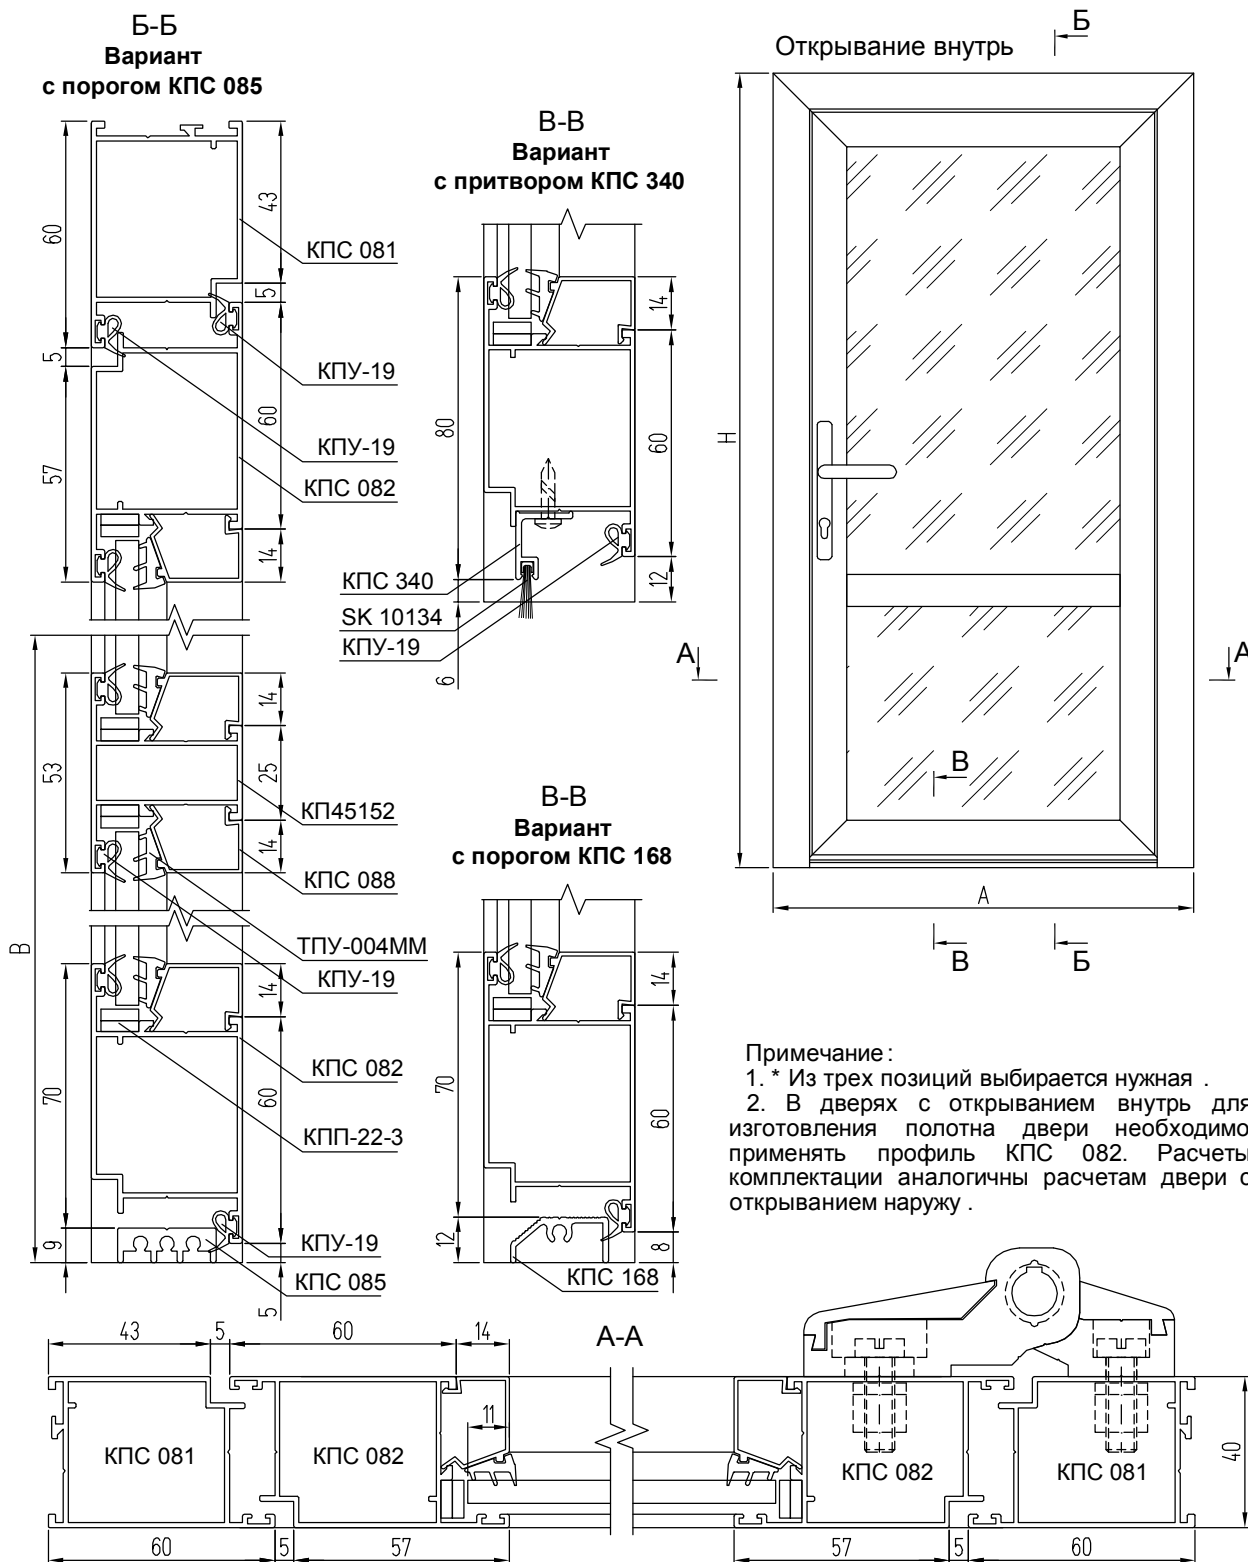 Б-Б
Вариант
с порогом КПС 085
60
43
КПС 081
5
5
КПУ-19
60
КПУ-19
57
КПС 082
14
В
53
14
25
КП45152
14
КПС 088
ТПУ-004ММ
КПУ-19
70
14
КПС 082
60
КПП-22-3
9
КПУ-19
КПС 085
5
В-В
Вариант
с притвором КПС 340
80
14
60
12
КПС 340
SK 10134
КПУ-19
6
В-В
Вариант
с порогом КПС 168
70
14
60
12
8
КПС 168
Открывание внутрь
Б
Н
А
А
В
А
В
Б
Примечание :
1. * Из трех позиций выбирается нужная .
2. В дверях с открыванием внутрь для
изготовления полотна двери необходимо
применять профиль КПС 082. Расчеты
комплектации аналогичны расчетам двери с
открыванием наружу .
А-А
43
5
60
14
11
КПС 081
КПС 082
КПС 082
КПС 081
40
60
5
57
57
5
60